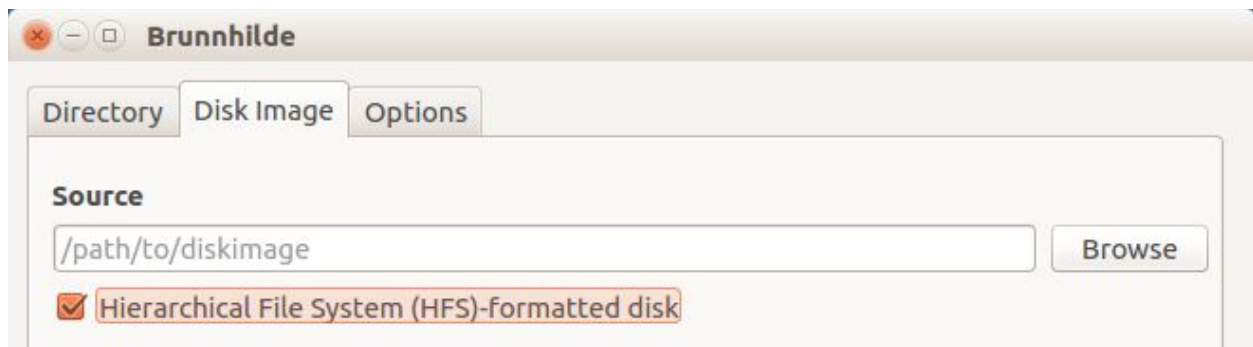 Brunnhilde
Directory Disk Image Options
Source
/path/to/diskimage Browse
Hierarchical File System (HFS)-formatted disk